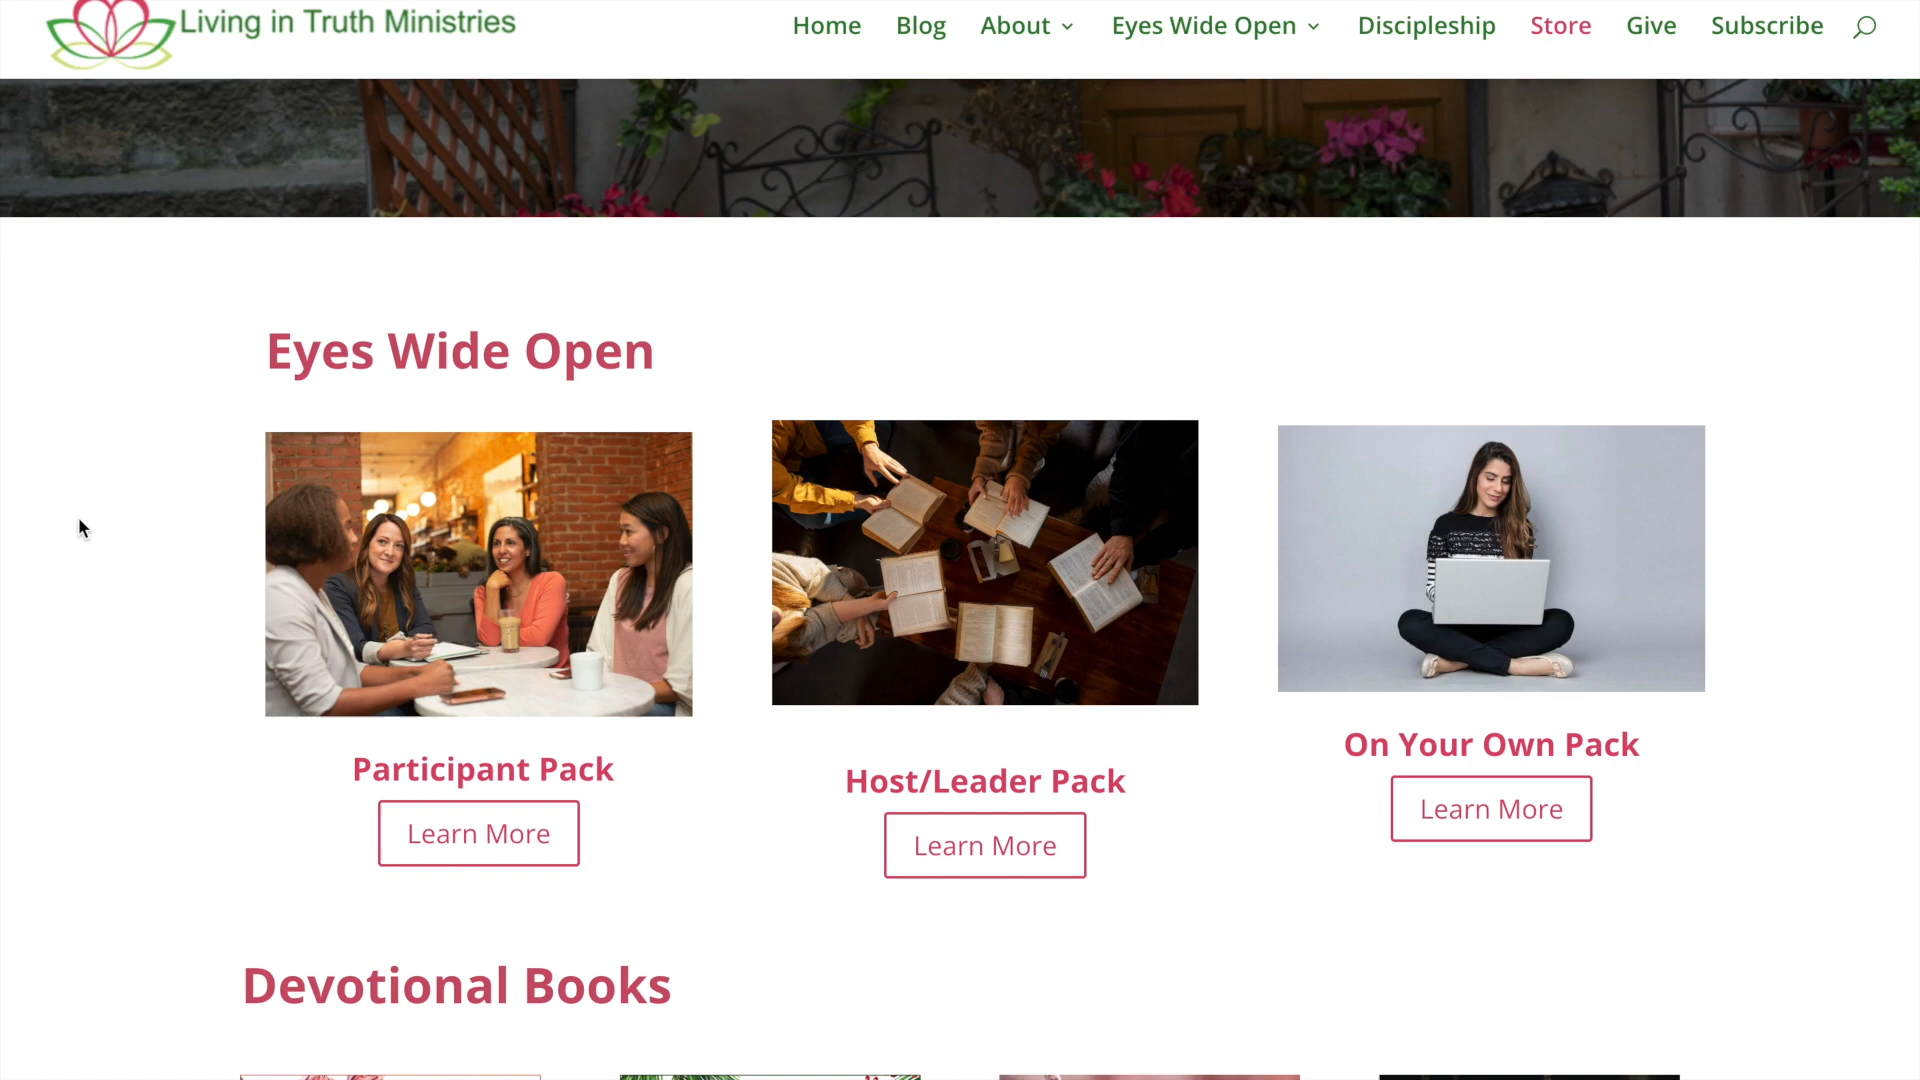 Living in Truth Ministries
Home Blog About Eyes Wide Open Discipleship Store Give Subscribe
Eyes Wide Open
Participant Pack
Learn More
Host/Leader Pack
Learn More
On Your Own Pack
Learn More
Devotional Books